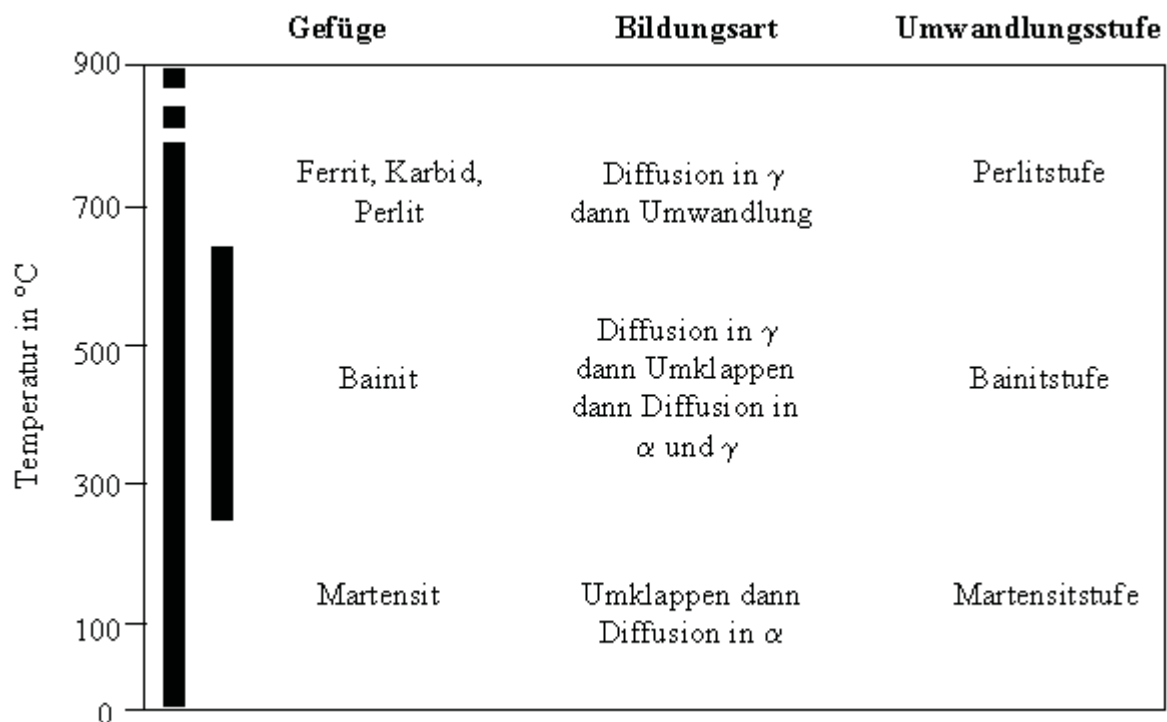 Gefüge Bildungsart Umwandlungsstufe
900
Ferrit, Karbid, Diffusion in γ Perlitstufe
Perlit dann Umwandlung
700
Temperatur in °C
Diffusion in γ
500
dann Umklappen
Bainit Bainitstufe
dann Diffusion in
α und γ
300
Martensit Umklappen dann Martensitstufe
Diffusion in α
100
0